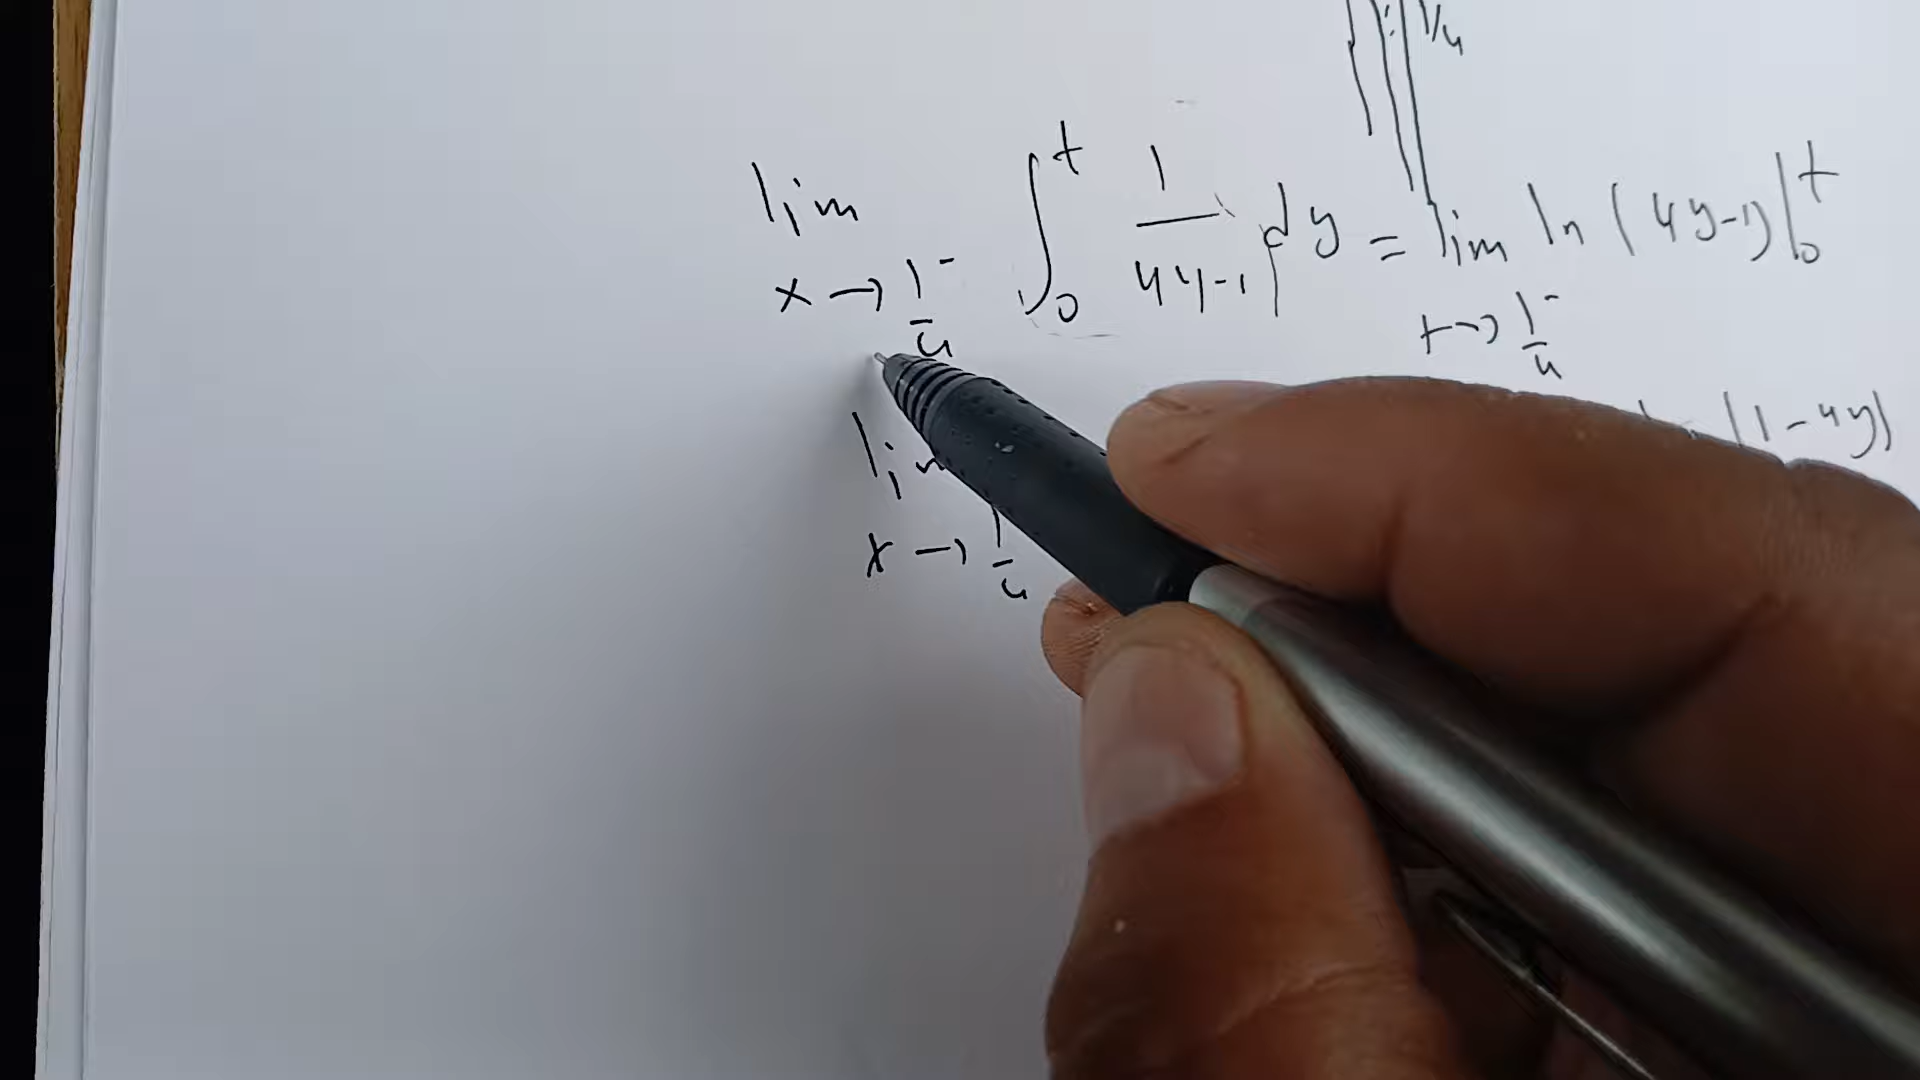 1/4
lim ∫₀ᵗ 1/(4y-1) dy = lim ln (4y-1)|₀ᵗ
x → 1/4⁻ t → 1/4⁻
(1-4y)
lim
x → 1/4